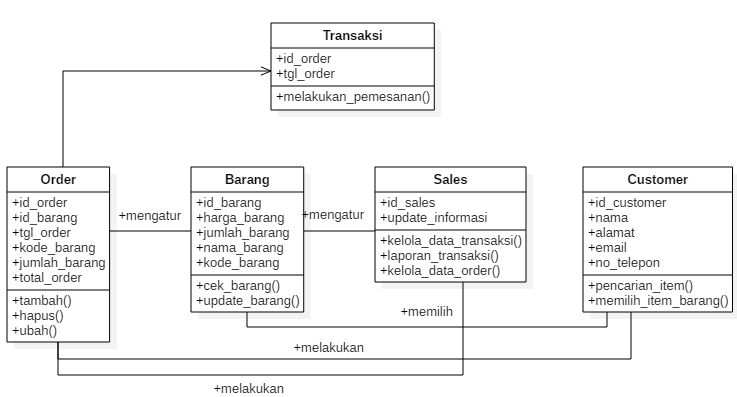 Transaksi
+id_order
+tgl_order
+melakukan_pemesanan()
Order
+id_order
+id_barang
+tgl_order
+kode_barang
+jumlah_barang
+total_order
+tambah()
+hapus()
+ubah()
+mengatur
Barang
+id_barang
+harga_barang
+jumlah_barang
+nama_barang
+kode_barang
+cek_barang()
+update_barang()
+mengatur
Sales
+id_sales
+update_informasi
+kelola_data_transaksi()
+laporan_transaksi()
+kelola_data_order()
Customer
+id_customer
+nama
+alamat
+email
+no_telepon
+pencarian_item()
+memilih_item_barang()
+memilih
+melakukan
+melakukan